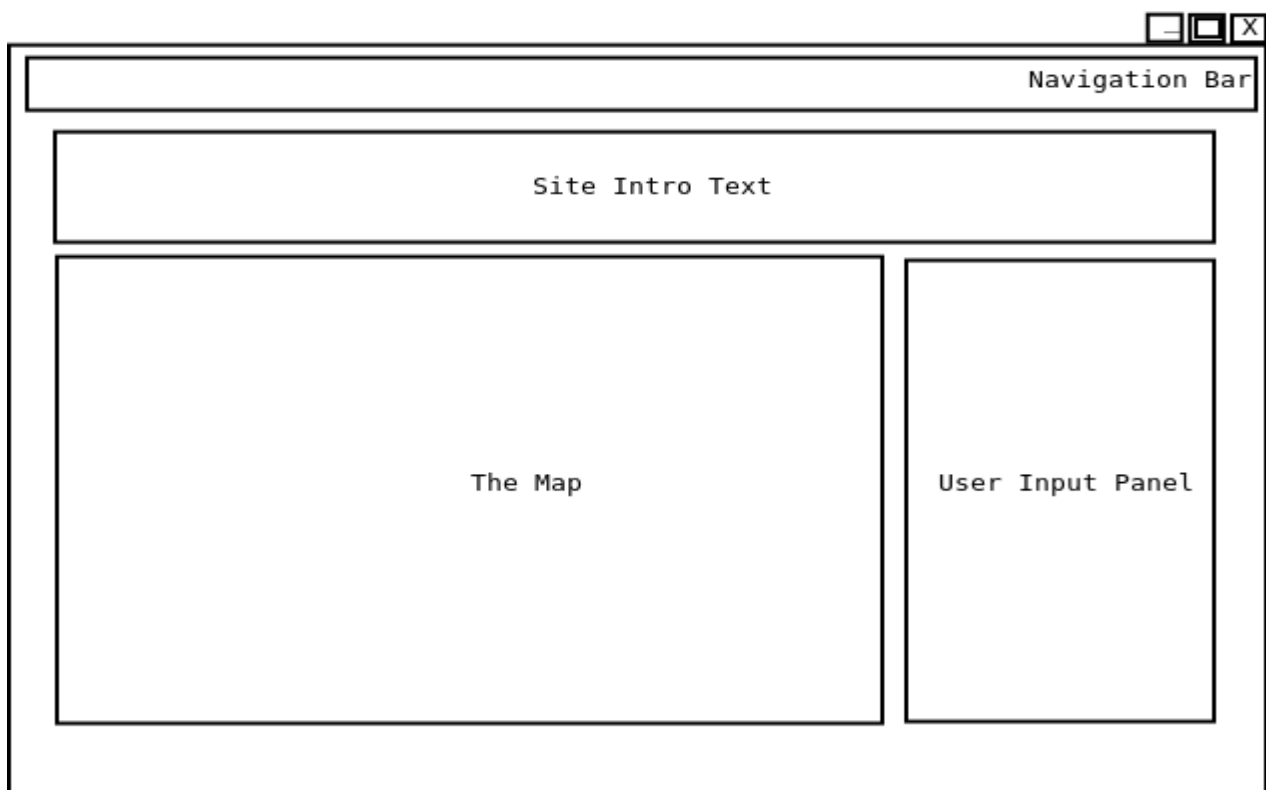 X
Navigation Bar
Site Intro Text
The Map
User Input Panel